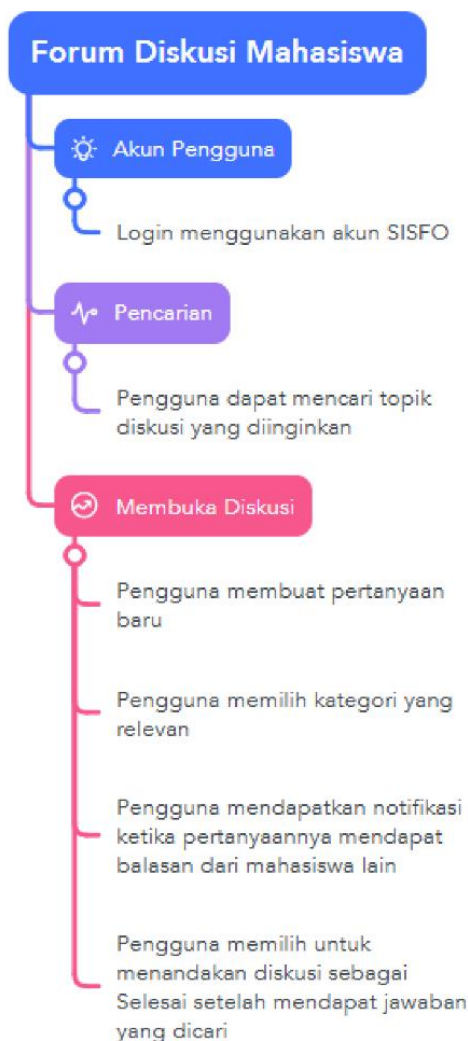 Forum Diskusi Mahasiswa
Akun Pengguna
Login menggunakan akun SISFO
Pencarian
Pengguna dapat mencari topik
diskusi yang diinginkan
Membuka Diskusi
Pengguna membuat pertanyaan
baru
Pengguna memilih kategori yang
relevan
Pengguna mendapatkan notifikasi
ketika pertanyaannya mendapat
balasan dari mahasiswa lain
Pengguna memilih untuk
menandakan diskusi sebagai
Selesai setelah mendapat jawaban
yang dicari